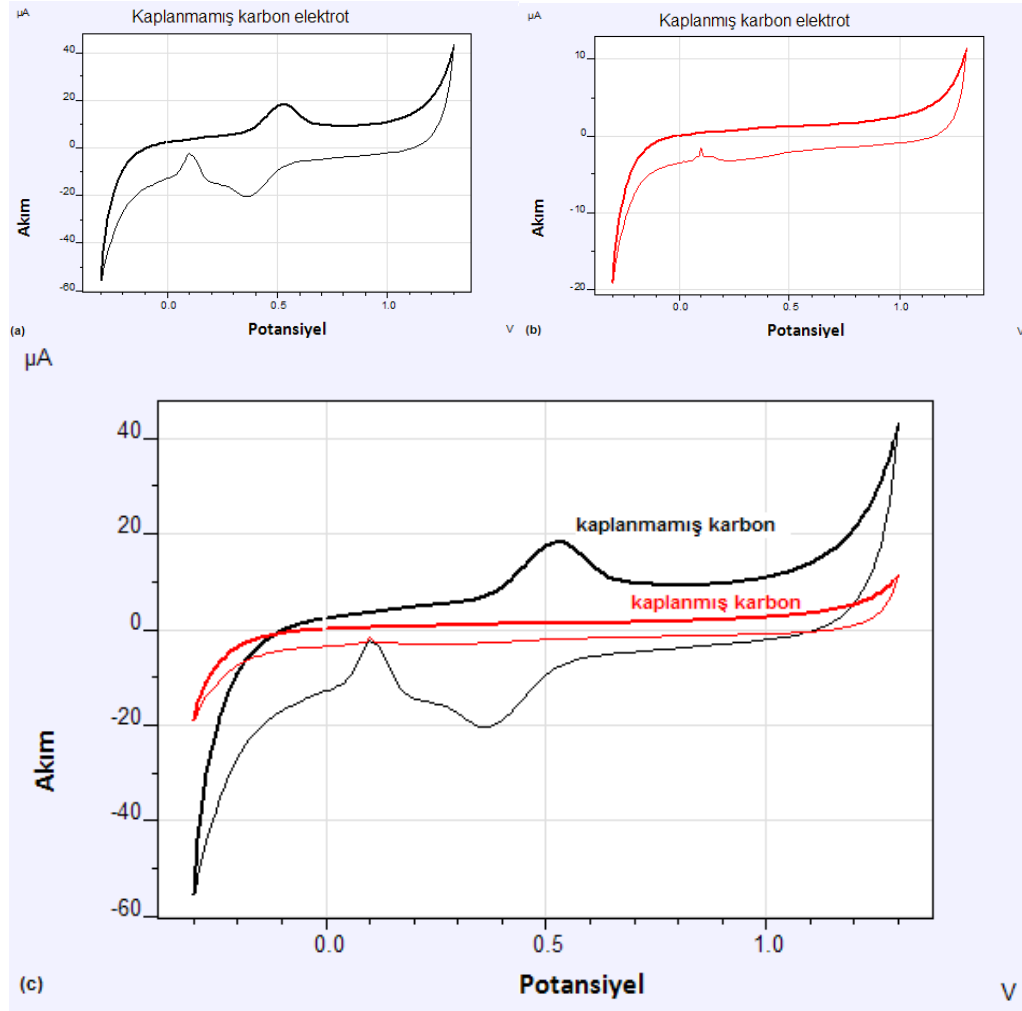 µA
Kaplanmamış karbon elektrot
40
20
0
-20
-40
-60
Akım
0.0
0.5
1.0
(a)
Potansiyel
V
µA
Kaplanmış karbon elektrot
10
0
-10
-20
Akım
0.0
0.5
1.0
(b)
Potansiyel
V
µA
40
20
0
-20
-40
-60
Akım
kaplanmamış karbon
kaplanmış karbon
0.0
0.5
1.0
(c)
Potansiyel
V